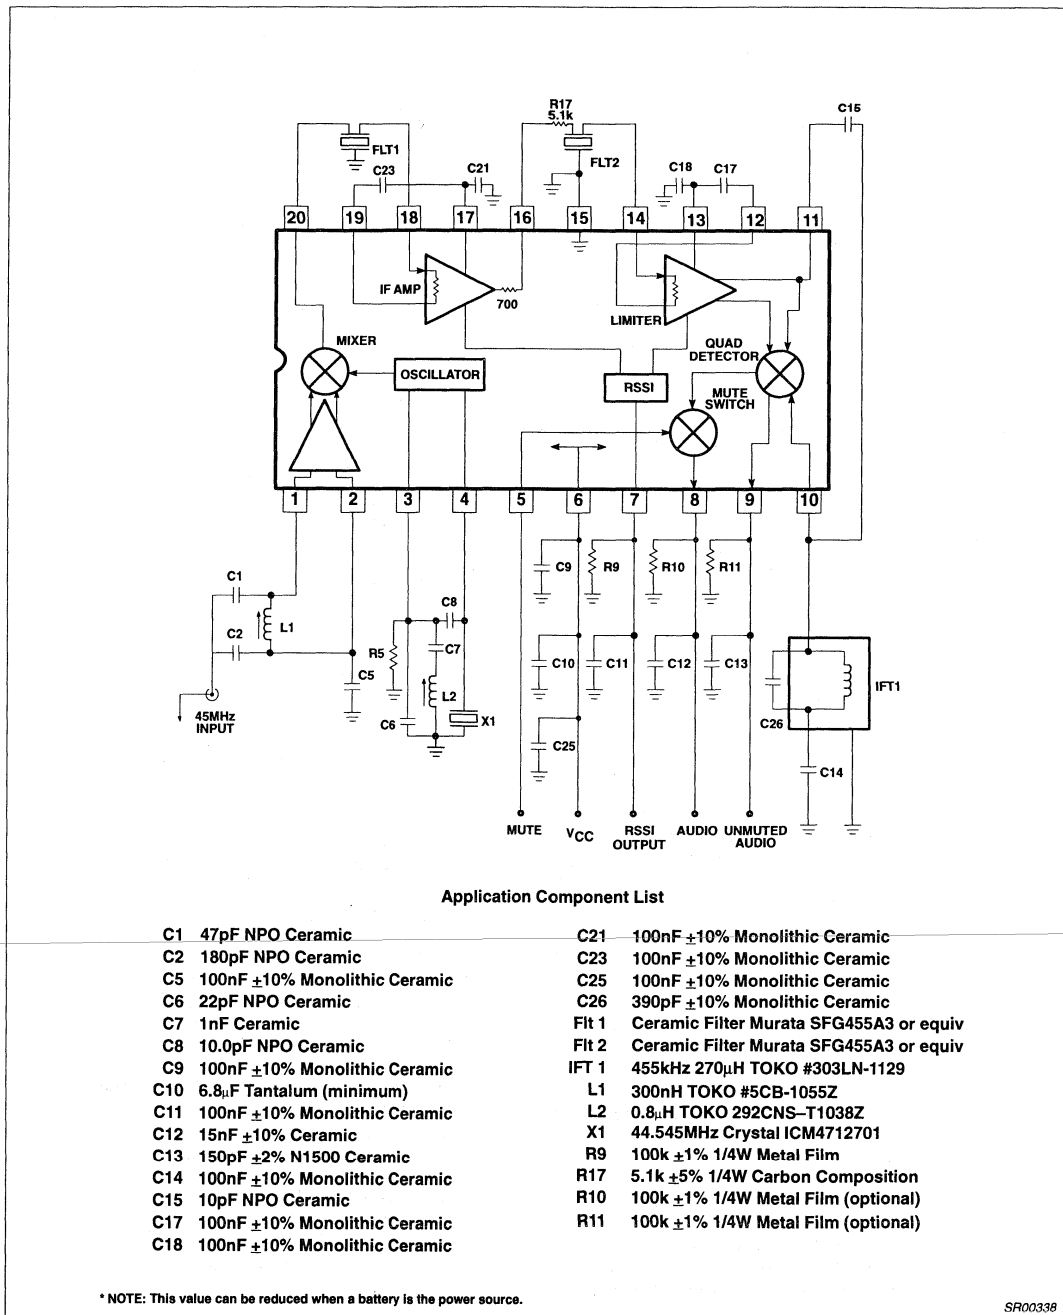 R17
5.1k
C15
FLT1
FLT2
C23
C21
C18
C17
20
19
18
17
16
15
14
13
12
11
IF AMP
700
LIMITER
MIXER
OSCILLATOR
QUAD
DETECTOR
RSSI
MUTE
SWITCH
1
2
3
4
5
6
7
8
9
10
C1
C2
L1
C5
45MHz
INPUT
C8
R5
C7
L2
C6
X1
C9
R9
R10
R11
C10
C11
C12
C13
C25
C26
IFT1
C14
MUTE
VCC
RSSI
OUTPUT
AUDIO
UNMUTED
AUDIO
Application Component List
C1 47pF NPO Ceramic
C2 180pF NPO Ceramic
C5 100nF ±10% Monolithic Ceramic
C6 22pF NPO Ceramic
C7 1nF Ceramic
C8 10.0pF NPO Ceramic
C9 100nF ±10% Monolithic Ceramic
C10 6.8µF Tantalum (minimum)
C11 100nF ±10% Monolithic Ceramic
C12 15nF ±10% Ceramic
C13 150pF ±2% N1500 Ceramic
C14 100nF ±10% Monolithic Ceramic
C15 10pF NPO Ceramic
C17 100nF ±10% Monolithic Ceramic
C18 100nF ±10% Monolithic Ceramic
C21 100nF ±10% Monolithic Ceramic
C23 100nF ±10% Monolithic Ceramic
C25 100nF ±10% Monolithic Ceramic
C26 390pF ±10% Monolithic Ceramic
Flt 1 Ceramic Filter Murata SFG455A3 or equiv
Flt 2 Ceramic Filter Murata SFG455A3 or equiv
IFT 1 455kHz 270µH TOKO #303LN-1129
L1 300nH TOKO #5CB-1055Z
L2 0.8µH TOKO 292CNS–T1038Z
X1 44.545MHz Crystal ICM4712701
R9 100k ±1% 1/4W Metal Film
R17 5.1k ±5% 1/4W Carbon Composition
R10 100k ±1% 1/4W Metal Film (optional)
R11 100k ±1% 1/4W Metal Film (optional)
* NOTE: This value can be reduced when a battery is the power source.
SR00338